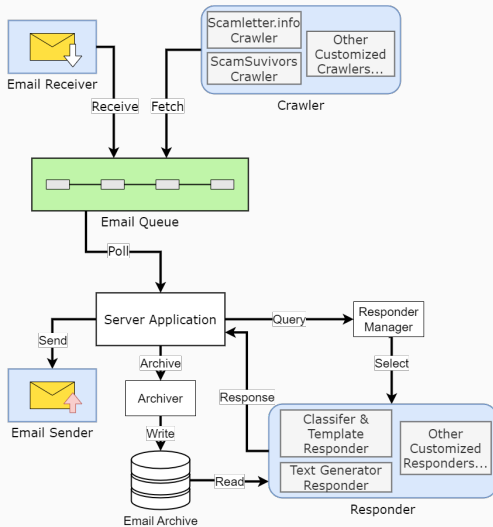 Scamletter.info
Crawler
ScamSuvivors
Crawler
Other
Customized
Crawlers...
Email Receiver
Crawler
Receive
Fetch
Email Queue
Poll
Server Application
Query
Responder
Manager
Send
Archive
Select
Email Sender
Archiver
Response
Write
Classifer &
Template
Responder
Other
Customized
Responders...
Text Generator
Responder
Read
Email Archive
Responder